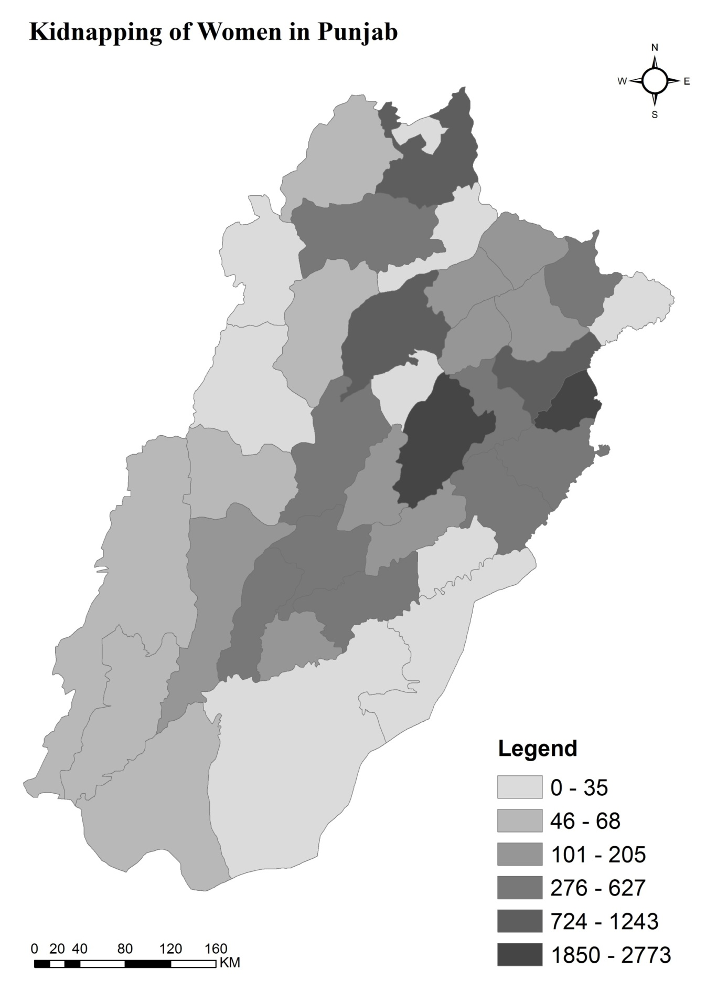 Kidnapping of Women in Punjab
N
W E
S
Legend
0 - 35
46 - 68
101 - 205
276 - 627
724 - 1243
1850 - 2773
0 20 40 80 120 160
KM